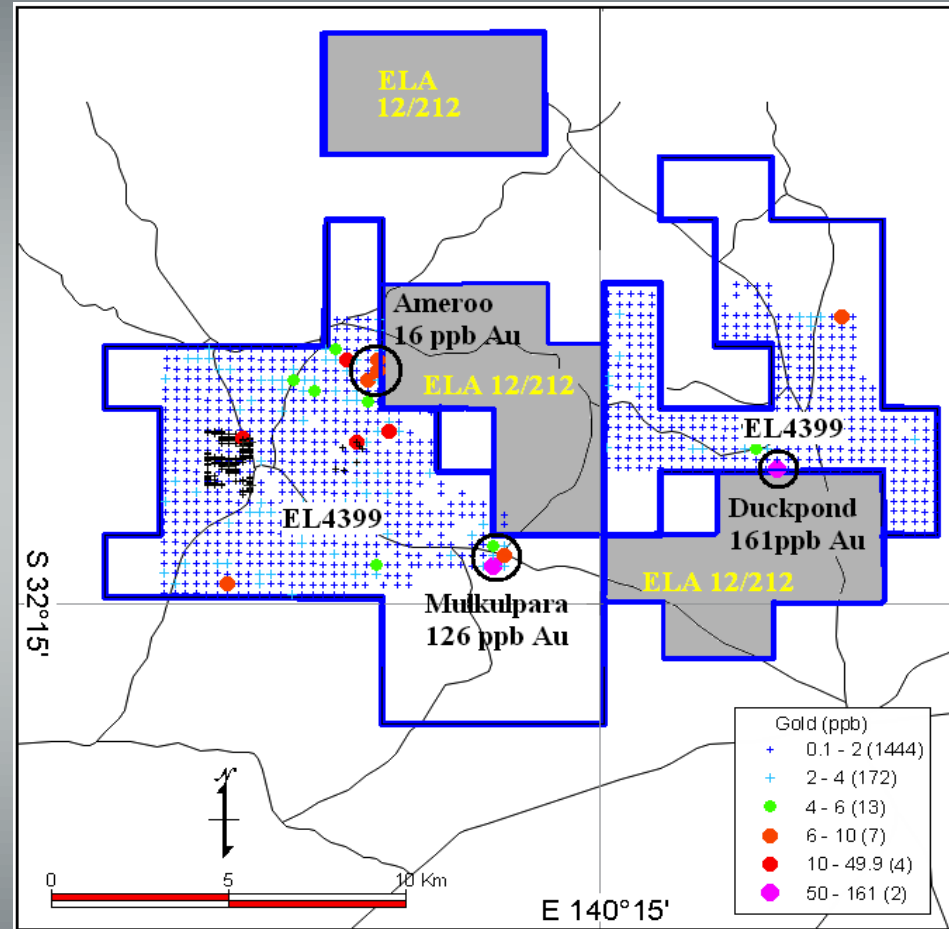 ELA
12/212
Ameroo
16 ppb Au
ELA 12/212
EL4399
EL4399
Duckpond
161ppb Au
ELA 12/212
Mulkulpara
126 ppb Au
S 32°15'
E 140°15'
N
0 5 10 Km
Gold (ppb)
0.1 - 2 (1444)
2 - 4 (172)
4 - 6 (13)
6 - 10 (7)
10 - 49.9 (4)
50 - 161 (2)